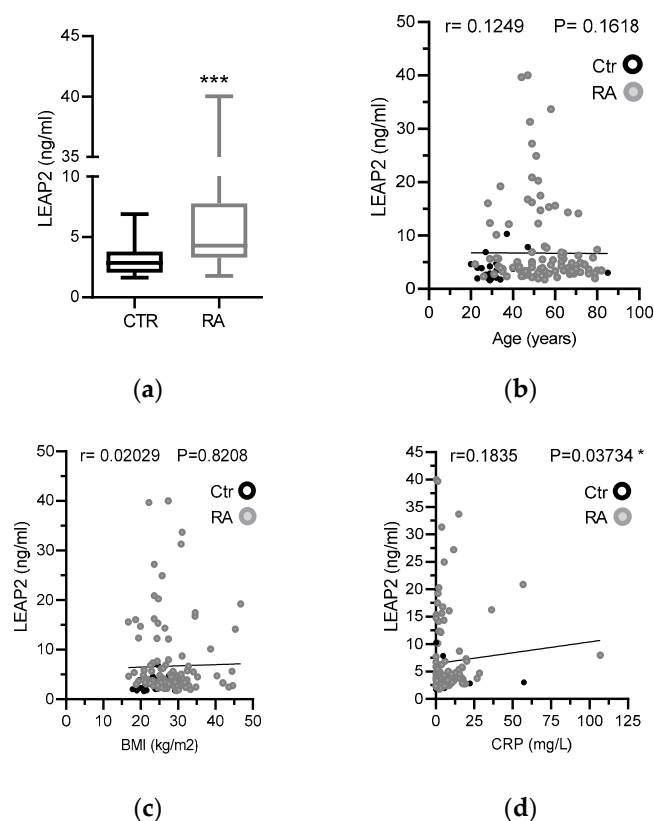 45
40
35
10
5
0
LEAP2 (ng/ml)
***
CTR RA
(a)
r= 0.1249 P= 0.1618
Ctr
RA
50
40
30
20
10
0
LEAP2 (ng/ml)
0 20 40 60 80 100
Age (years)
(b)
r= 0.02029 P=0.8208
Ctr
RA
50
40
30
20
10
0
LEAP2 (ng/ml)
0 10 20 30 40 50
BMI (kg/m2)
(c)
r=0.1835 P=0.03734 *
Ctr
RA
45
40
35
30
25
20
15
10
5
0
LEAP2 (ng/ml)
0 25 50 75 100 125
CRP (mg/L)
(d)